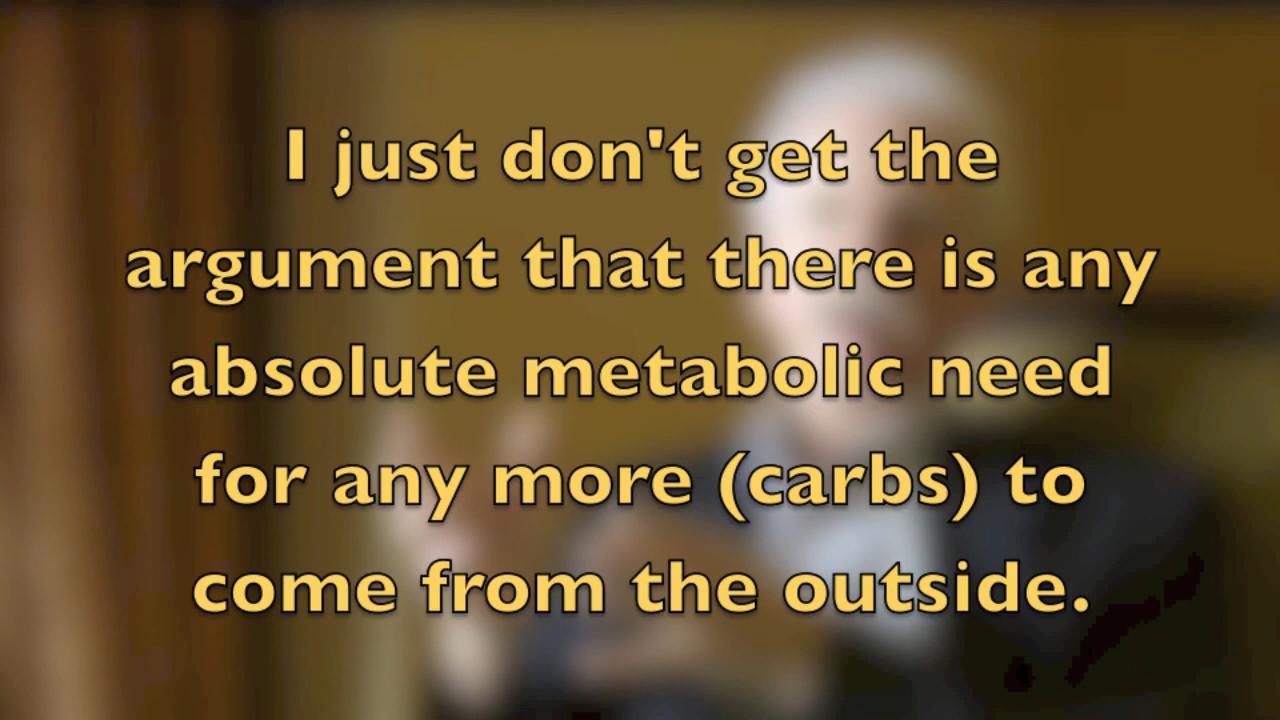 I just don't get the
argument that there is any
absolute metabolic need
for any more (carbs) to
come from the outside.